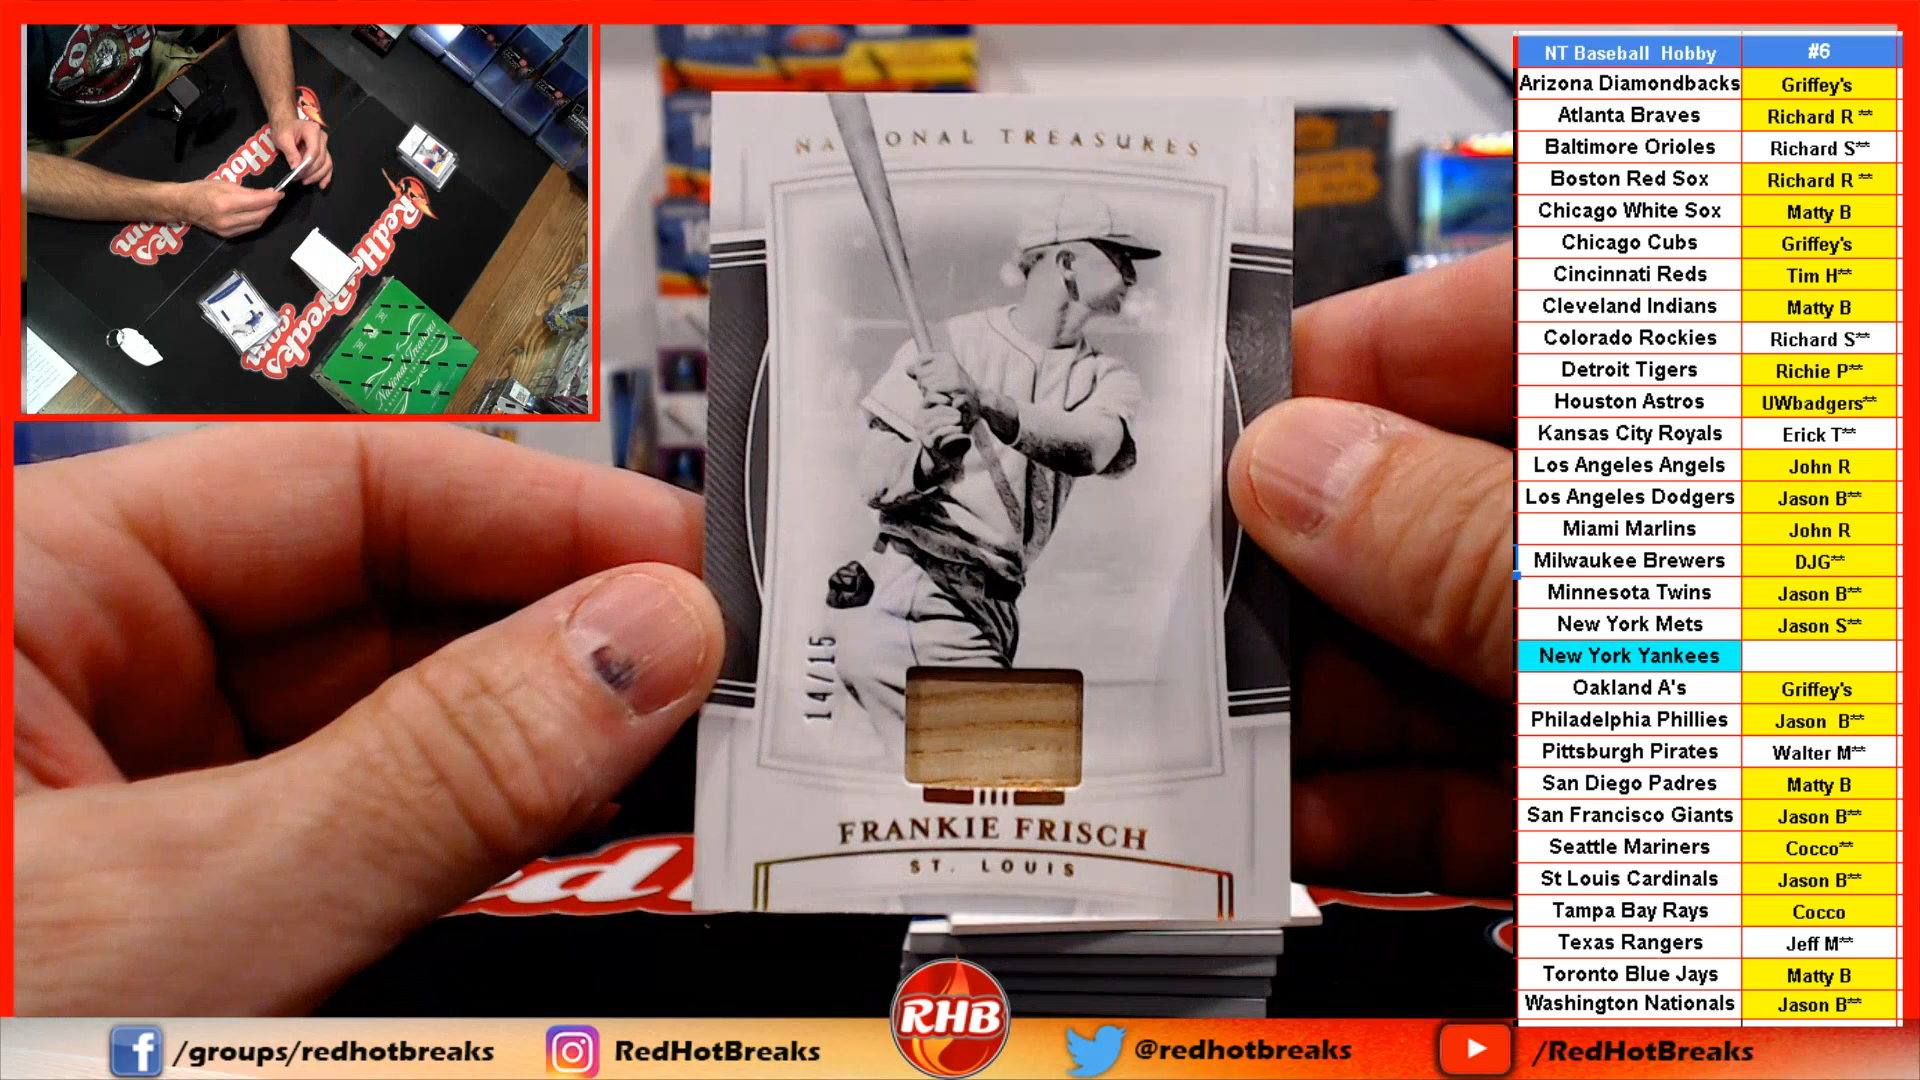 NT Baseball Hobby #6
Arizona Diamondbacks Griffey's
Atlanta Braves Richard R **
Baltimore Orioles Richard S**
Boston Red Sox Richard R **
Chicago White Sox Matty B
Chicago Cubs Griffey's
Cincinnati Reds Tim H**
Cleveland Indians Matty B
Colorado Rockies Richard S**
Detroit Tigers Richie P**
Houston Astros UWbadgers**
Kansas City Royals Erick T**
Los Angeles Angels John R
Los Angeles Dodgers Jason B**
Miami Marlins John R
Milwaukee Brewers DJG**
Minnesota Twins Jason B**
New York Mets Jason S**
New York Yankees
Oakland A's Griffey's
Philadelphia Phillies Jason B**
Pittsburgh Pirates Walter M**
San Diego Padres Matty B
San Francisco Giants Jason B**
Seattle Mariners Cocco**
St Louis Cardinals Jason B**
Tampa Bay Rays Cocco
Texas Rangers Jeff M**
Toronto Blue Jays Matty B
Washington Nationals Jason B**
NATIONAL TREASURES
14/15
FRANKIE FRISCH
ST. LOUIS
RedHotBreaks
.com
National Treasures
RHB
/groups/redhotbreaks
RedHotBreaks
@redhotbreaks
/RedHotBreaks